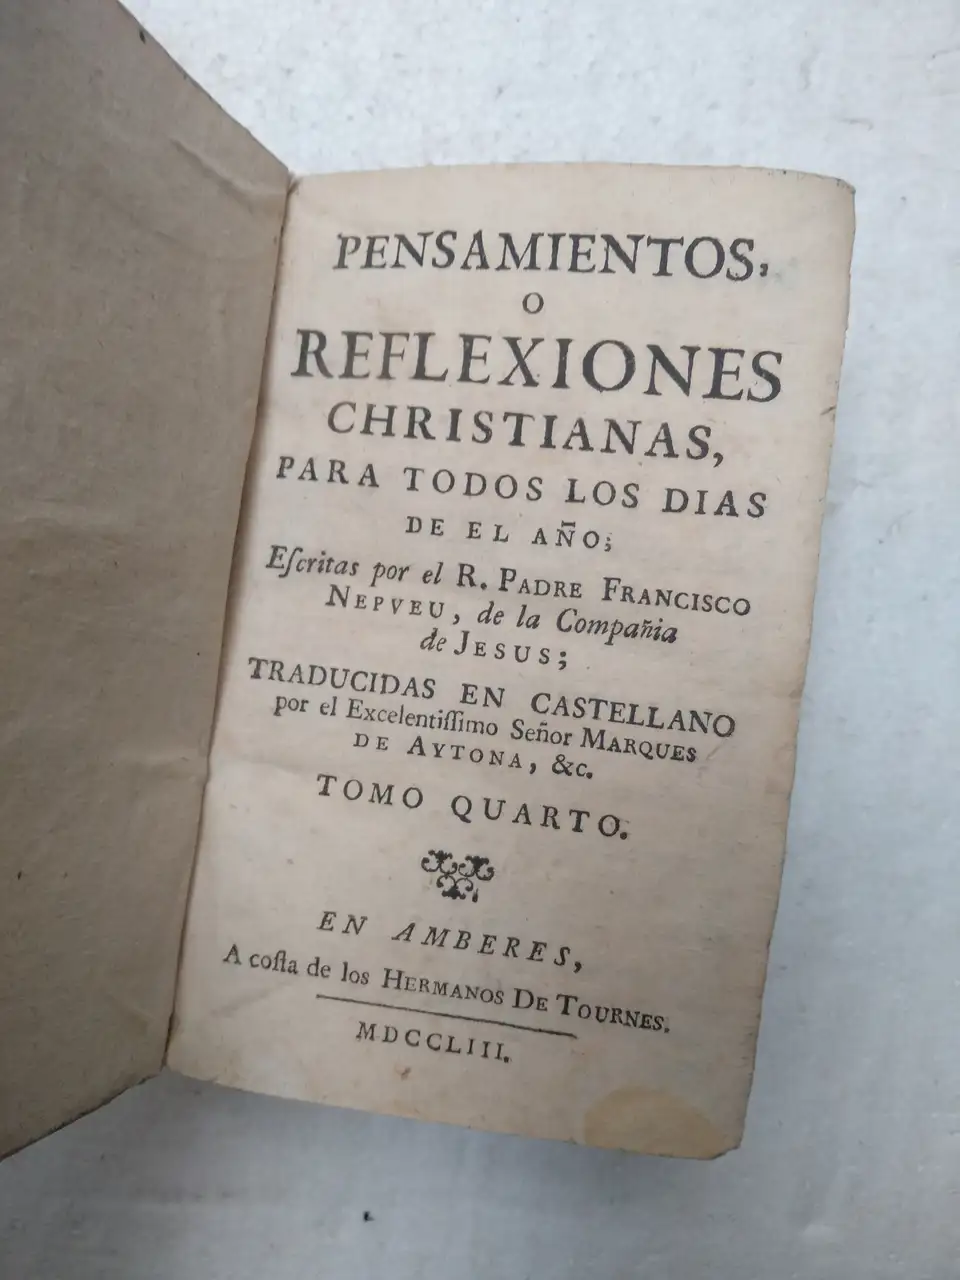 PENSAMIENTOS,
O
REFLEXIONES
CHRISTIANAS,
PARA TODOS LOS DIAS
DE EL AÑO;
Eſcritas por el R. PADRE FRANCISCO
NEPVEU, de la Compañia
de JESUS;
TRADUCIDAS EN CASTELLANO
por el Excelentiſſimo Señor MARQUES
DE AYTONA, &c.
TOMO QUARTO.
EN AMBERES,
A coſta de los HERMANOS DE TOURNES.
MDCCLIII.